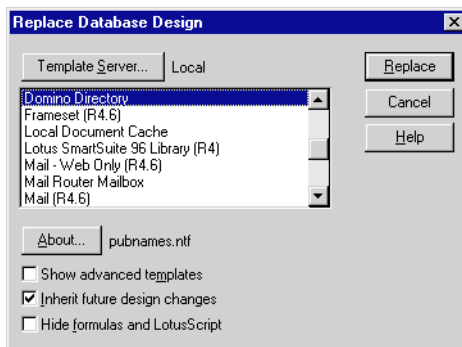 Replace Database Design
Template Server... Local
Replace
Domino Directory
Frameset (R4.6)
Local Document Cache
Lotus SmartSuite 96 Library (R4)
Mail - Web Only (R4.6)
Mail Router Mailbox
Mail (R4.6)
Cancel
Help
About... pubnames.ntf
Show advanced templates
Inherit future design changes
Hide formulas and LotusScript